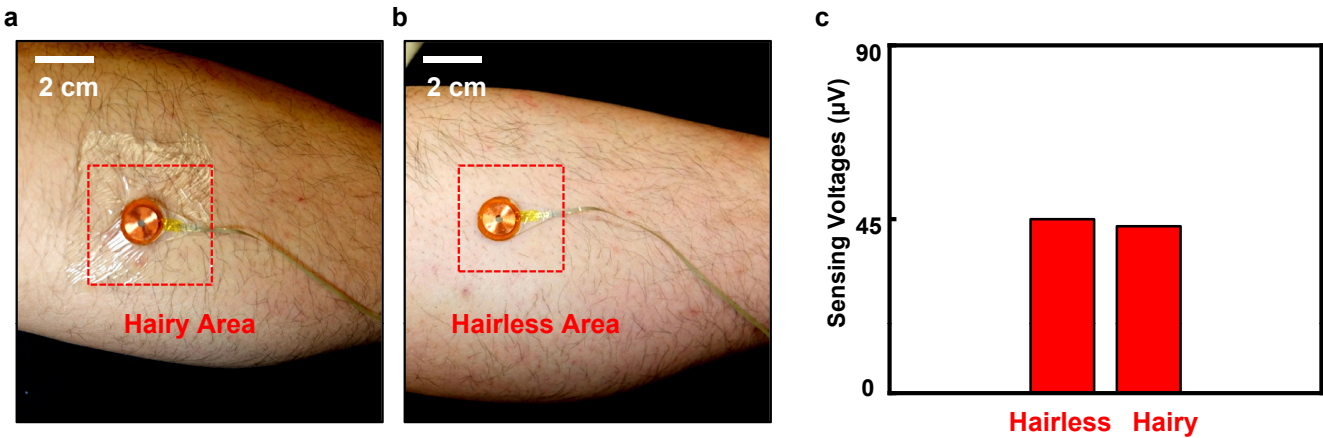 a
2 cm
Hairy Area
b
2 cm
Hairless Area
c
Sensing Voltages (μV)
90
45
0
Hairless Hairy